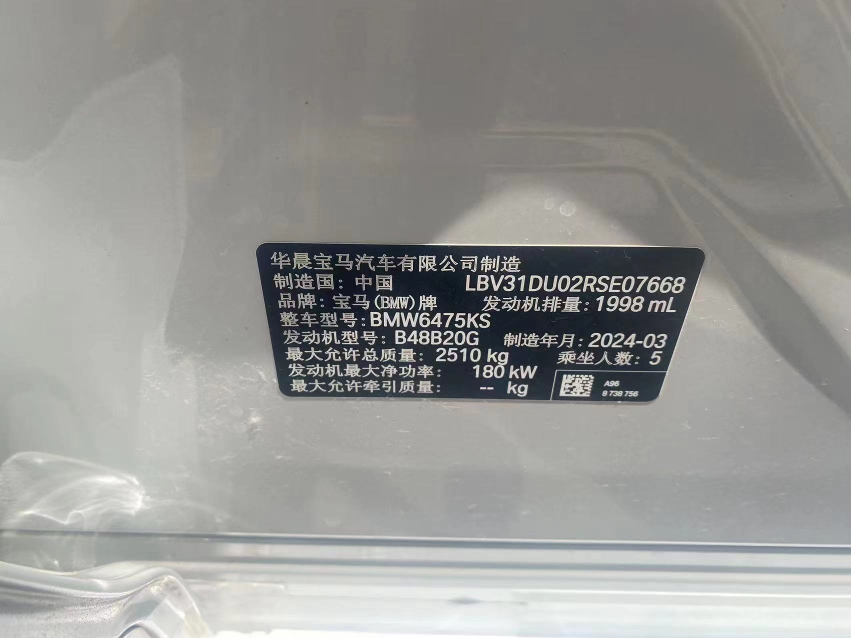 华晨宝马汽车有限公司制造
制造国: 中国 LBV31DU02RSE07668
品牌: 宝马(BMW)牌 发动机排量: 1998 mL
整车型号: BMW6475KS
发动机型号: B48B20G 制造年月: 2024-03
最大允许总质量: 2510 kg 乘坐人数: 5
发动机最大净功率: 180 kW
最大允许牵引质量: -- kg
A96
8 738 756